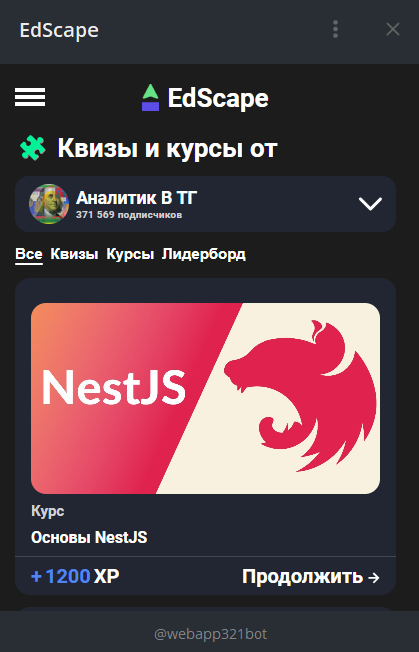 EdScape
EdScape
Квизы и курсы от
Аналитик В ТГ
371 569 подписчиков
Все Квизы Курсы Лидерборд
NestJS
Курс
Основы NestJS
+ 1200 XP
Продолжить →
@webapp321bot